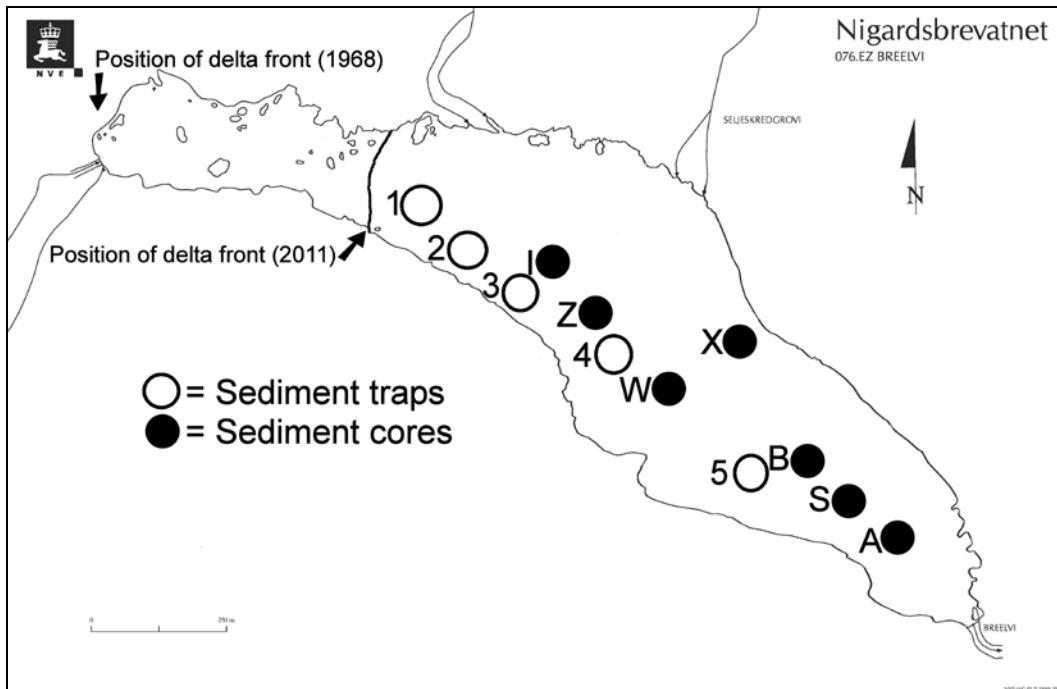 Nigardsbrevatnet
076.EZ BREELVI
NVE
Position of delta front (1968)
SELJESKREDGROVI
N
1
Position of delta front (2011)
2
I
3
Z
4
X
W
= Sediment traps
= Sediment cores
5
B
S
A
0
250 m
BREELVI